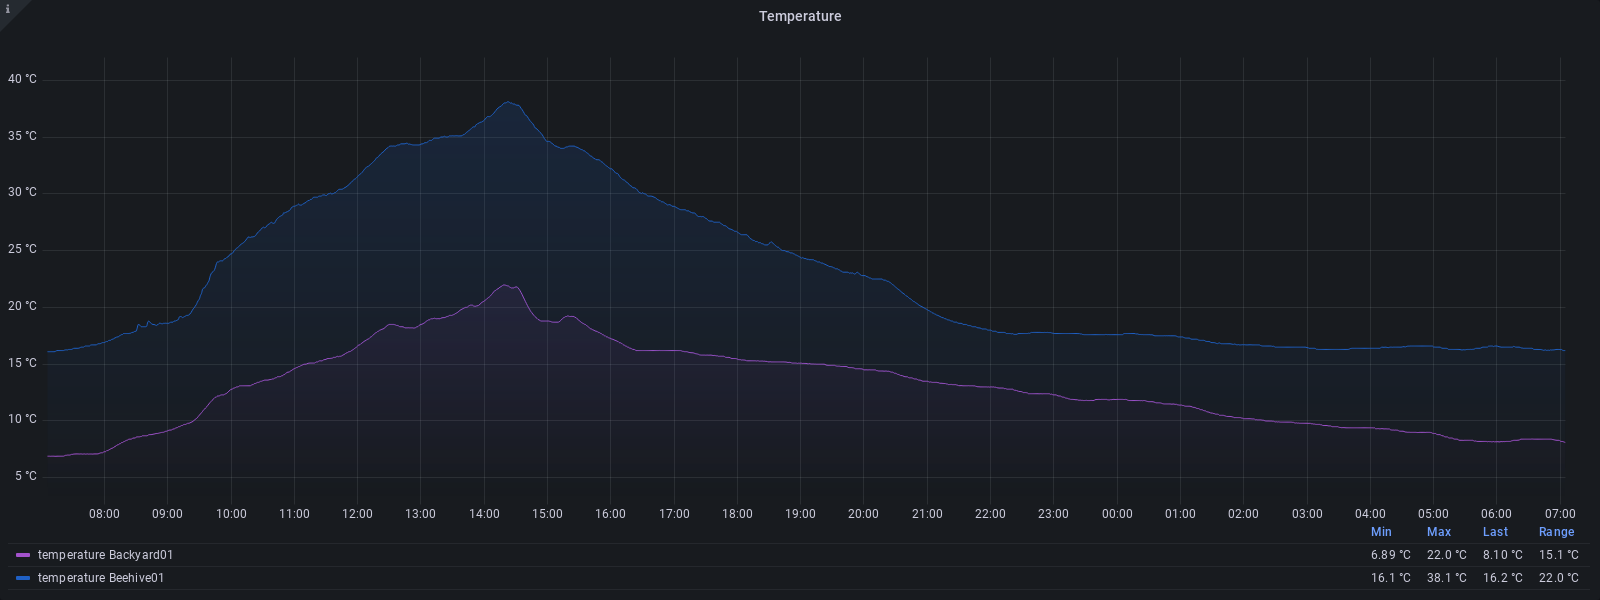 i
Temperature
40 °C
35 °C
30 °C
25 °C
20 °C
15 °C
10 °C
5 °C
08:00 09:00 10:00 11:00 12:00 13:00 14:00 15:00 16:00 17:00 18:00 19:00 20:00 21:00 22:00 23:00 00:00 01:00 02:00 03:00 04:00 05:00 06:00 07:00
Min Max Last Range
temperature Backyard01 6.89 °C 22.0 °C 8.10 °C 15.1 °C
temperature Beehive01 16.1 °C 38.1 °C 16.2 °C 22.0 °C